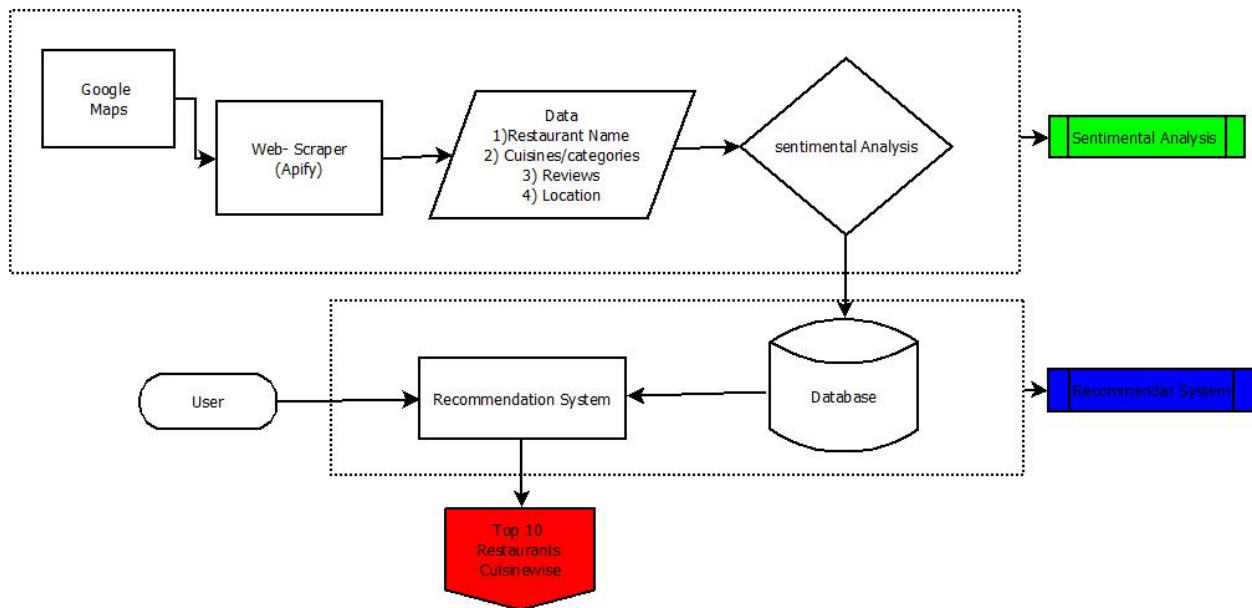 Google
Maps
Web- Scraper
(Apify)
Data
1)Restaurant Name
2) Cuisines/categories
3) Reviews
4) Location
sentimental Analysis
Sentimental Analysis
User
Recommendation System
Database
Recommendar System
Top 10
Restaurants
Cuisinewise